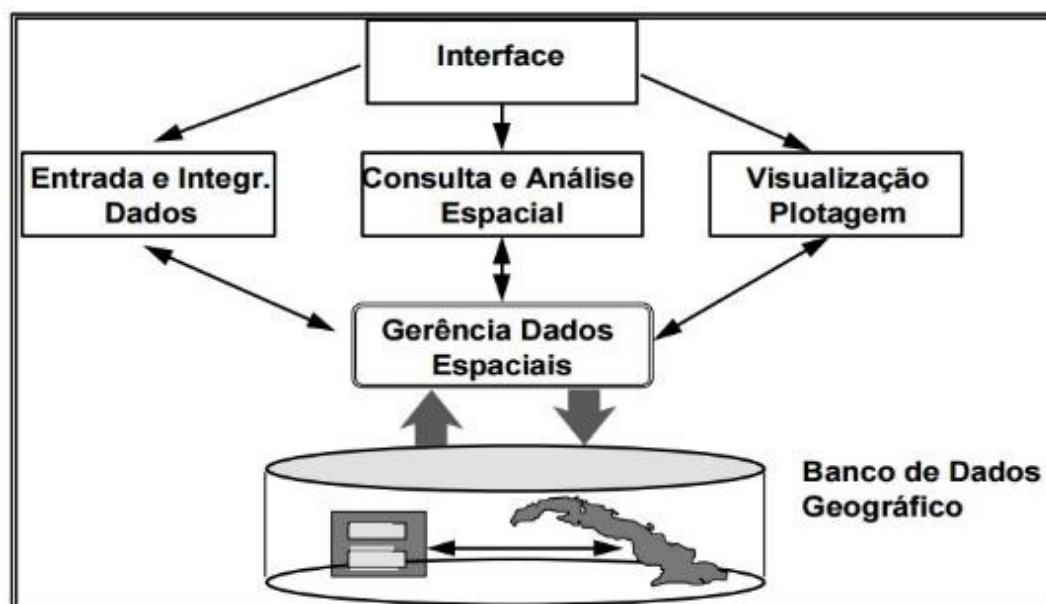 Interface
Entrada e Integr.
Dados
Consulta e Análise
Espacial
Visualização
Plotagem
Gerência Dados
Espaciais
Banco de Dados
Geográfico